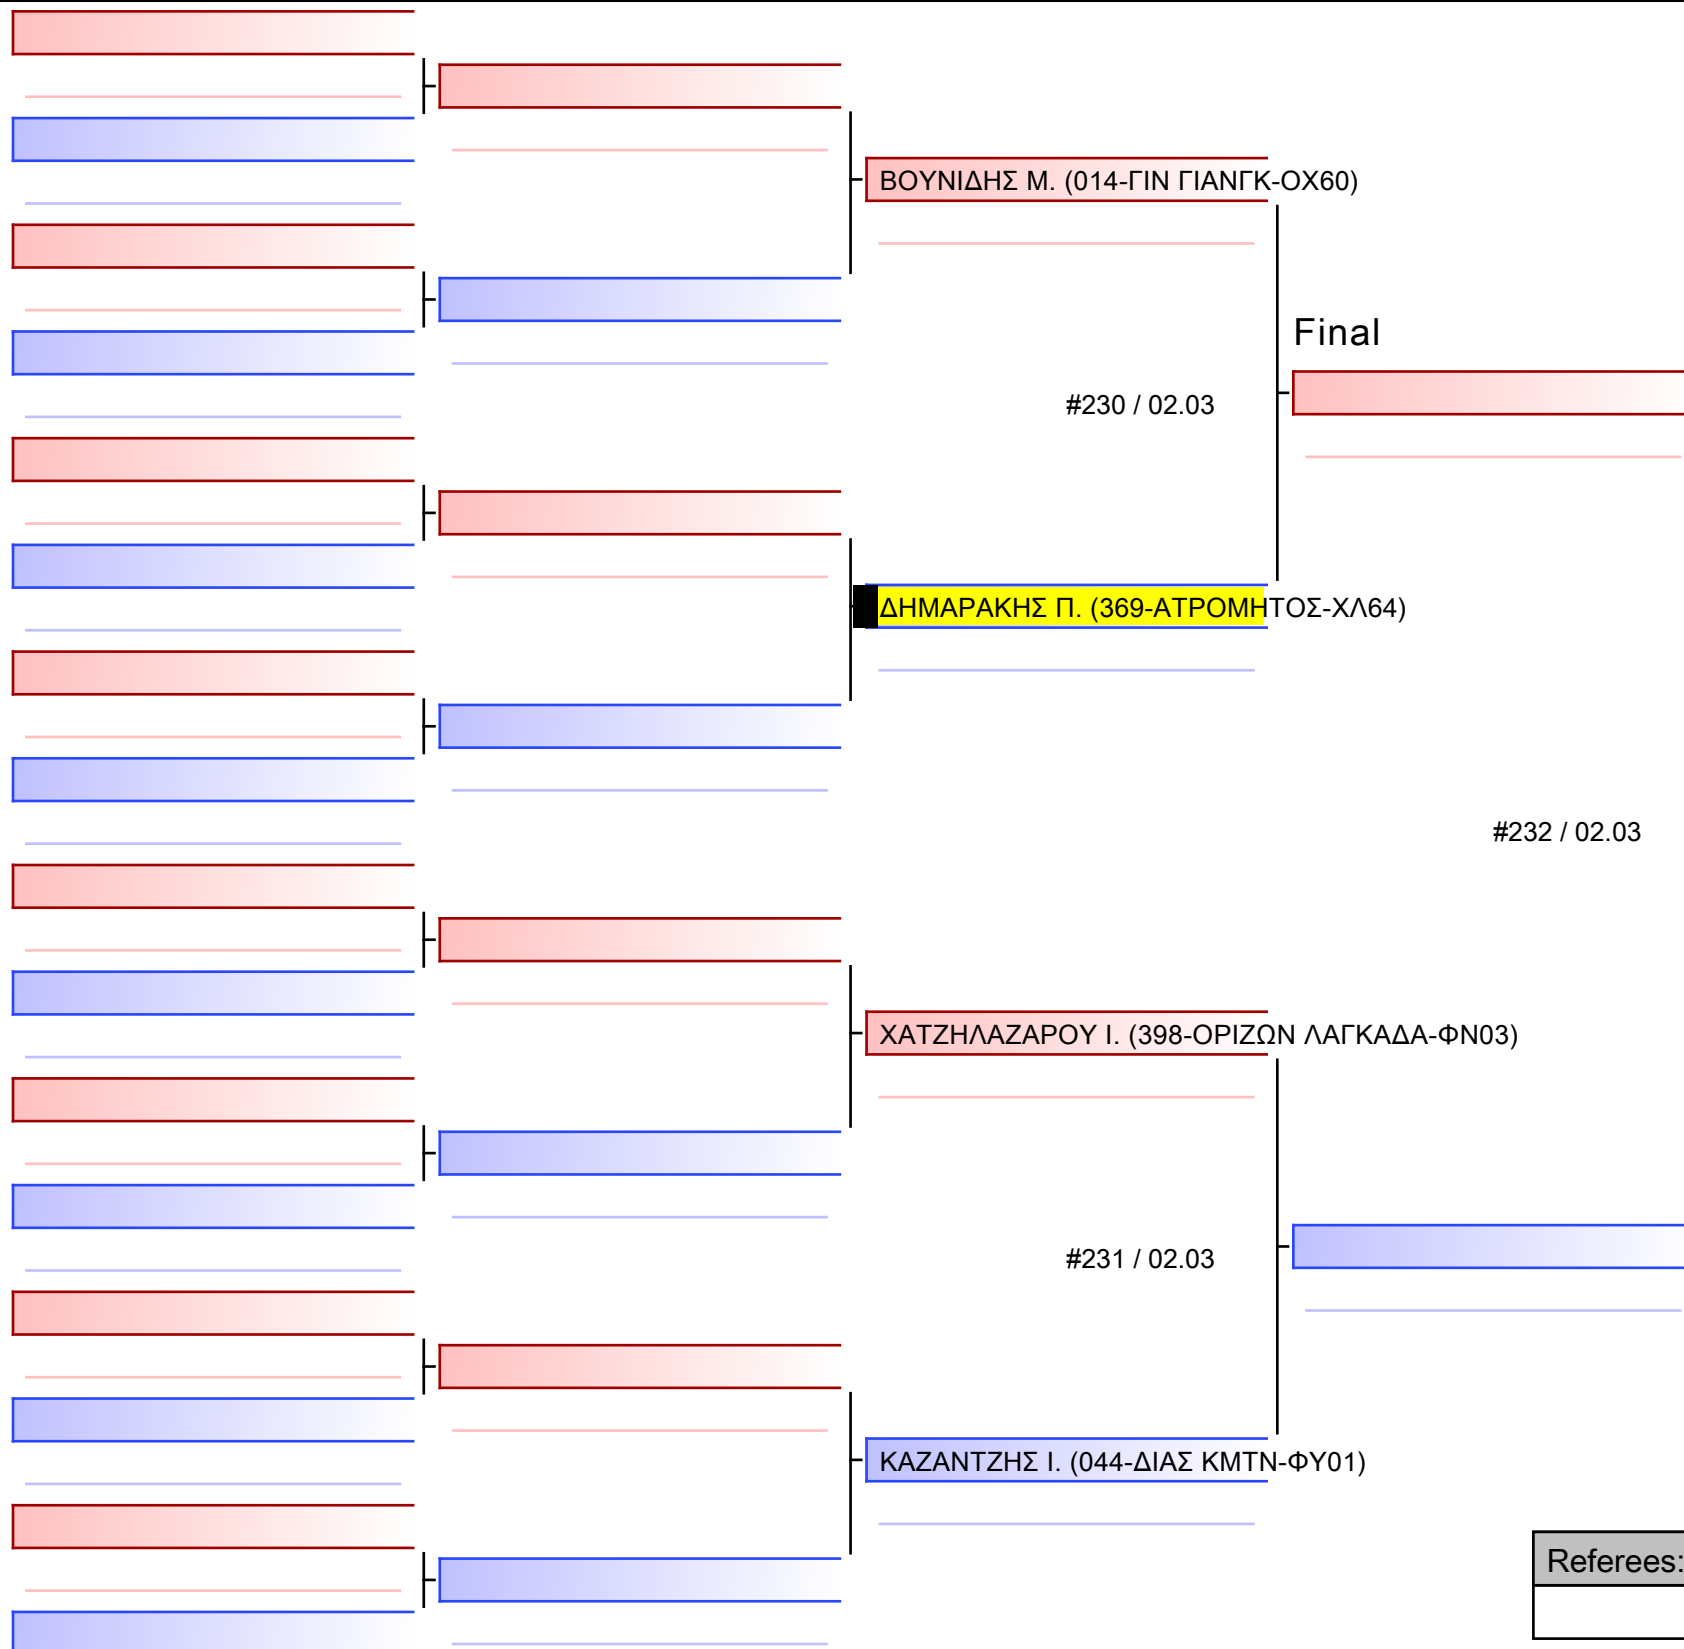 ΒΟΥΝΙΔΗΣ Μ. (014-ΓΙΝ ΓΙΑΝΓΚ-ΟΧ60)
Final
#230 / 02.03
ΔΗΜΑΡΑΚΗΣ Π. (369-ΑΤΡΟΜΗΤΟΣ-ΧΛ64)
#232 / 02.03
ΧΑΤΖΗΛΑΖΑΡΟΥ Ι. (398-ΟΡΙΖΩΝ ΛΑΓΚΑΔΑ-ΦΝ03)
#231 / 02.03
ΚΑΖΑΝΤΖΗΣ Ι. (044-ΔΙΑΣ ΚΜΤΝ-ΦΥ01)
Referees: